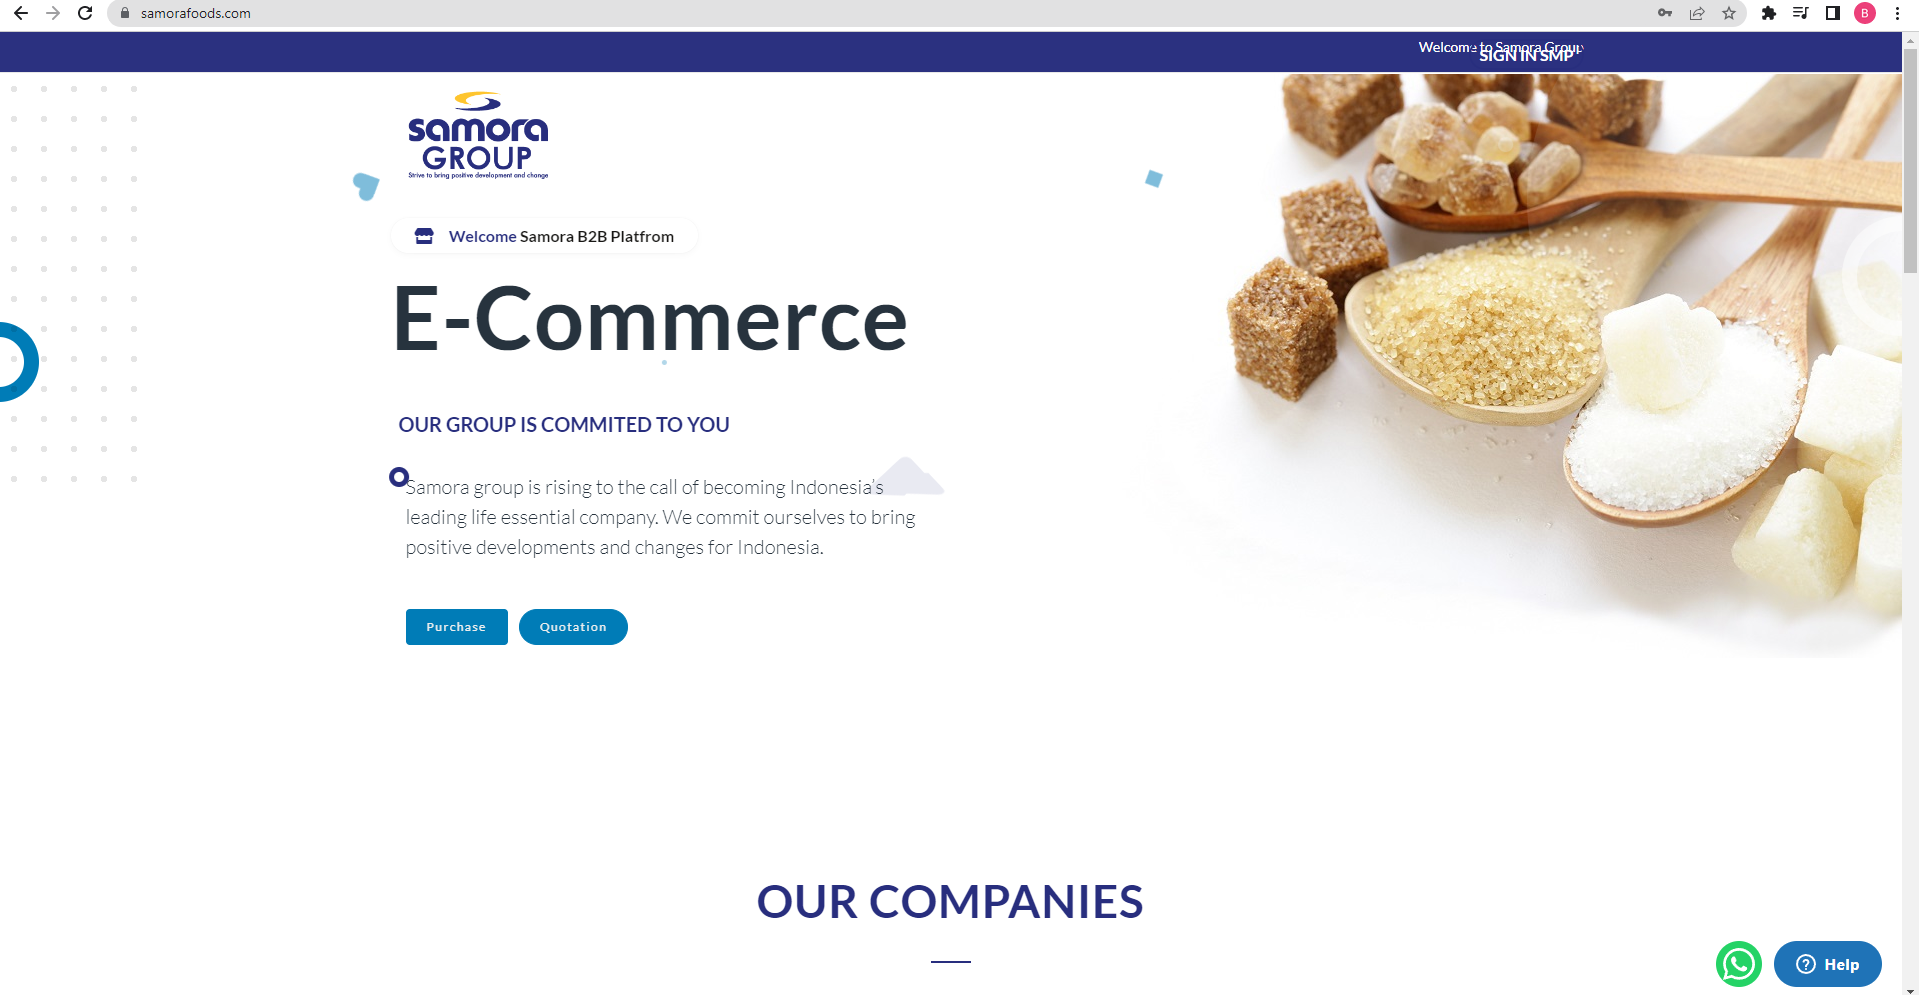 samorafoods.com
B
Welcome to Samora Group
SIGN IN SMP
samora
GROUP
Strive to bring positive development and change
Welcome Samora B2B Platfrom
E-Commerce
OUR GROUP IS COMMITED TO YOU
Samora group is rising to the call of becoming Indonesia's
leading life essential company. We commit ourselves to bring
positive developments and changes for Indonesia.
Purchase
Quotation
OUR COMPANIES
Help